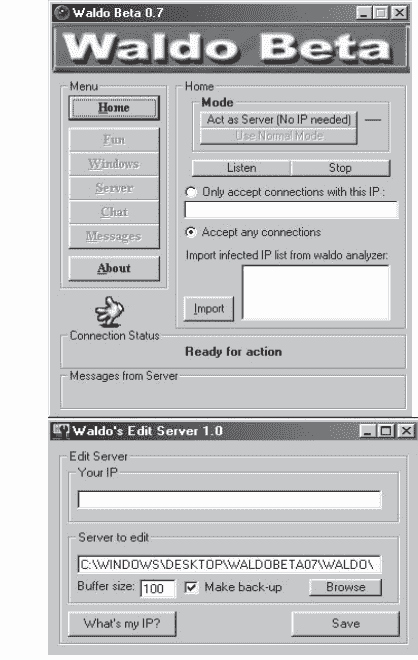 Waldo Beta 0.7
Waldo Beta
Menu
Home
Fun
Windows
Server
Chat
Messages
About
Home
Mode
Act as Server (No IP needed)
Use Normal Mode
Listen
Stop
Only accept connections with this IP :
Accept any connections
Import infected IP list from waldo analyzer:
Import
Connection Status
Ready for action
Messages from Server
Waldo's Edit Server 1.0
Edit Server
Your IP
Server to edit
C:\WINDOWS\DESKTOP\WALDOBETA07\WALDO\
Buffer size: 100 Make back-up Browse
What's my IP?
Save